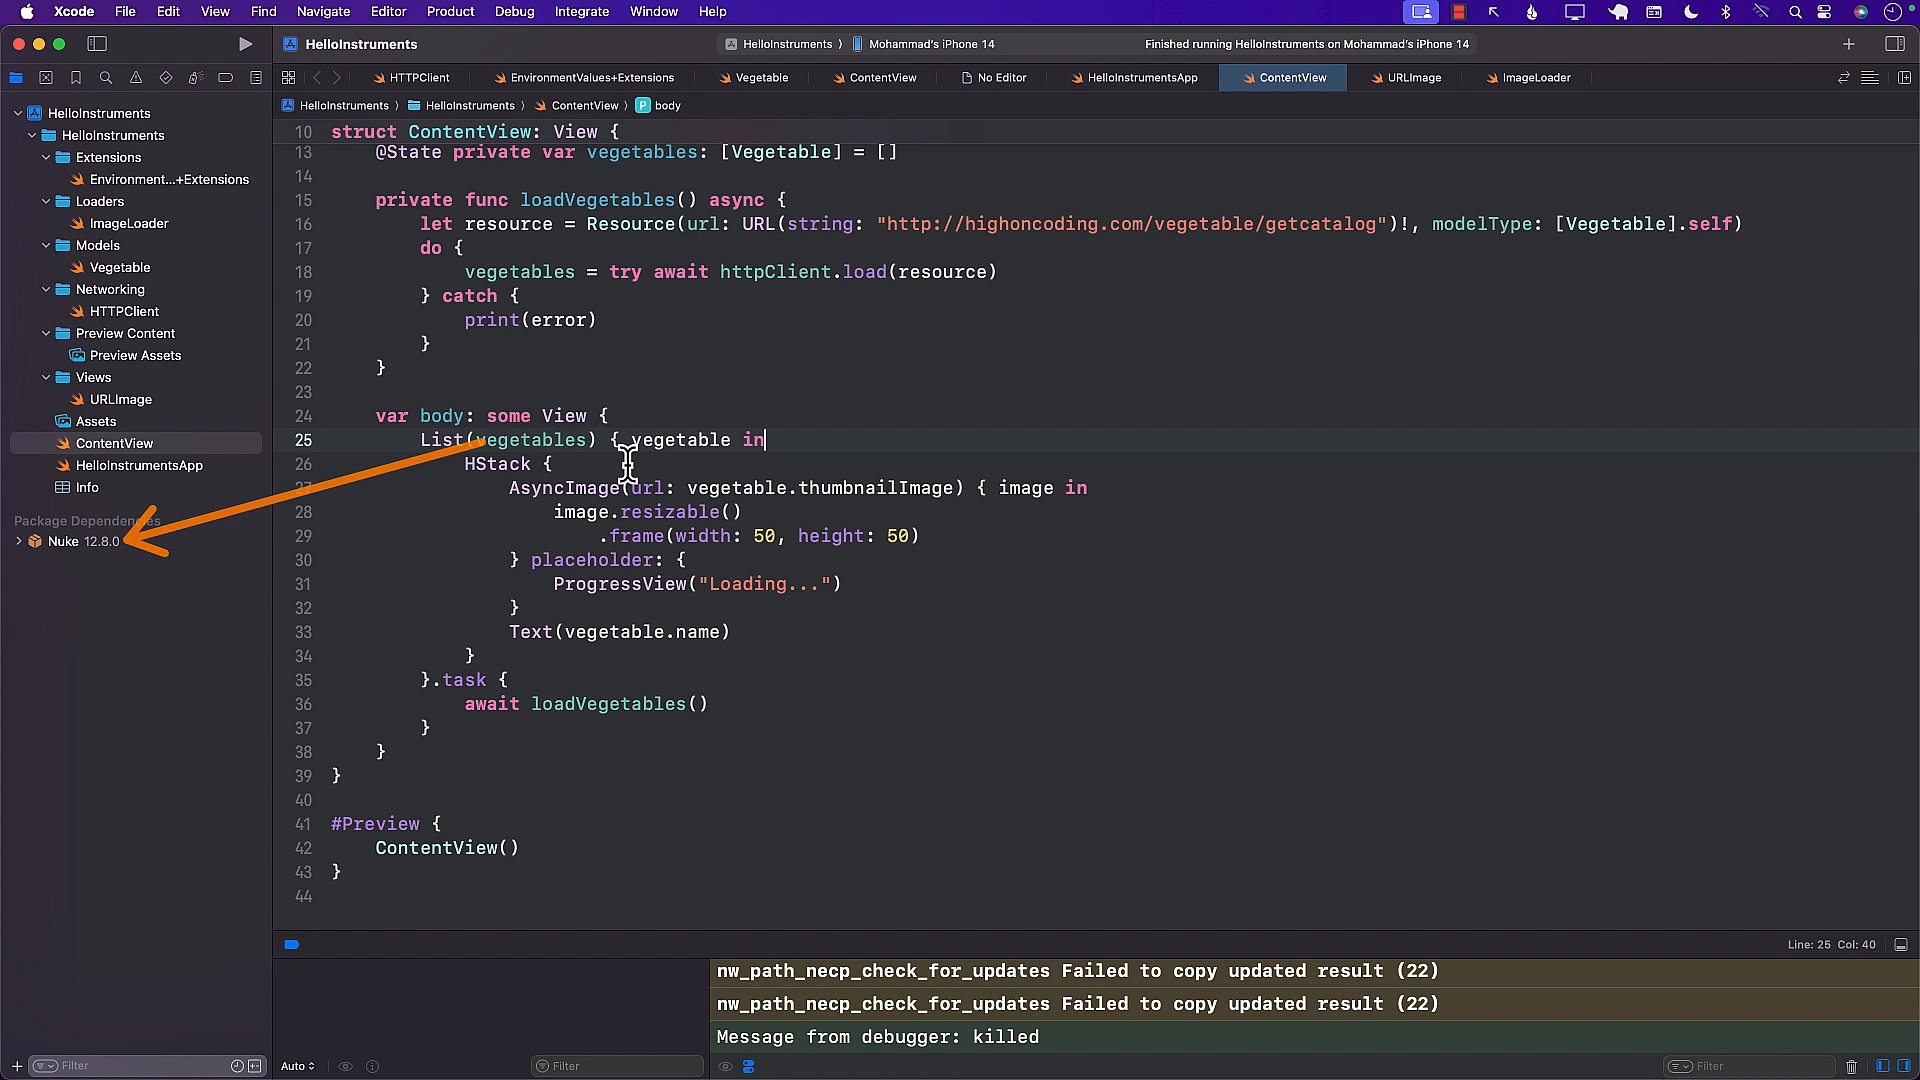 Xcode File Edit View Find Navigate Editor Product Debug Integrate Window Help
HelloInstruments
HelloInstruments 〉 Mohammad's iPhone 14
Finished running HelloInstruments on Mohammad's iPhone 14
HTTPClient
EnvironmentValues+Extensions
Vegetable
ContentView
No Editor
HelloInstrumentsApp
ContentView
URLImage
ImageLoader
HelloInstruments 〉 HelloInstruments 〉 ContentView 〉 P body
HelloInstruments
HelloInstruments
Extensions
Environment...+Extensions
Loaders
ImageLoader
Models
Vegetable
Networking
HTTPClient
Preview Content
Preview Assets
Views
URLImage
Assets
ContentView
HelloInstrumentsApp
Info
Package Dependencies
Nuke 12.8.0
Filter
10 struct ContentView: View {
13 @State private var vegetables: [Vegetable] = []
14
15 private func loadVegetables() async {
16 let resource = Resource(url: URL(string: "http://highoncoding.com/vegetable/getcatalog")!, modelType: [Vegetable].self)
17 do {
18 vegetables = try await httpClient.load(resource)
19 } catch {
20 print(error)
21 }
22 }
23
24 var body: some View {
25 List(vegetables) { vegetable in
26 HStack {
27 AsyncImage(url: vegetable.thumbnailImage) { image in
28 image.resizable()
29 .frame(width: 50, height: 50)
30 } placeholder: {
31 ProgressView("Loading...")
32 }
33 Text(vegetable.name)
34 }
35 }.task {
36 await loadVegetables()
37 }
38 }
39 }
40
41 #Preview {
42 ContentView()
43 }
44
Line: 25 Col: 40
nw_path_necp_check_for_updates Failed to copy updated result (22)
nw_path_necp_check_for_updates Failed to copy updated result (22)
Message from debugger: killed
Auto
Filter
Filter